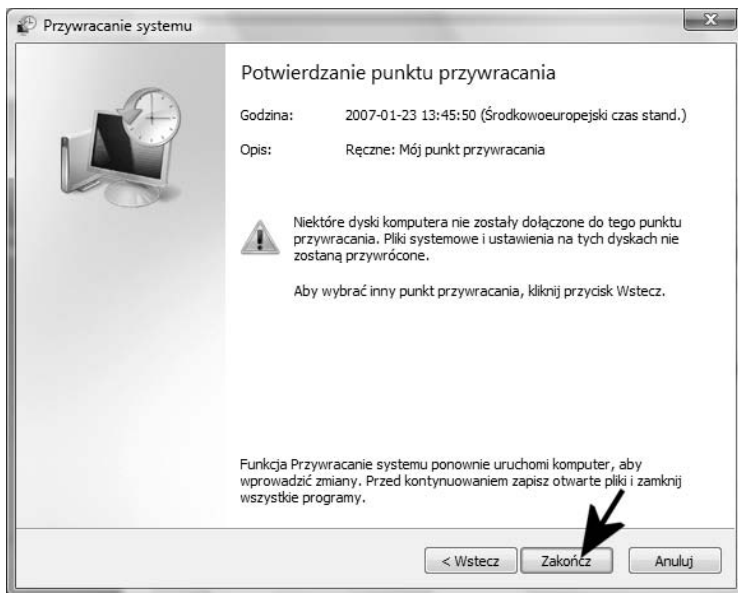 Przywracanie systemu
Potwierdzanie punktu przywracania
Godzina: 2007-01-23 13:45:50 (Środkowoeuropejski czas stand.)
Opis: Ręczne: Mój punkt przywracania
Niektóre dyski komputera nie zostały dołączone do tego punktu
przywracania. Pliki systemowe i ustawienia na tych dyskach nie
zostaną przywrócone.
Aby wybrać inny punkt przywracania, kliknij przycisk Wstecz.
Funkcja Przywracanie systemu ponownie uruchomi komputer, aby
wprowadzić zmiany. Przed kontynuowaniem zapisz otwarte pliki i zamknij
wszystkie programy.
< Wstecz Zakończ Anuluj